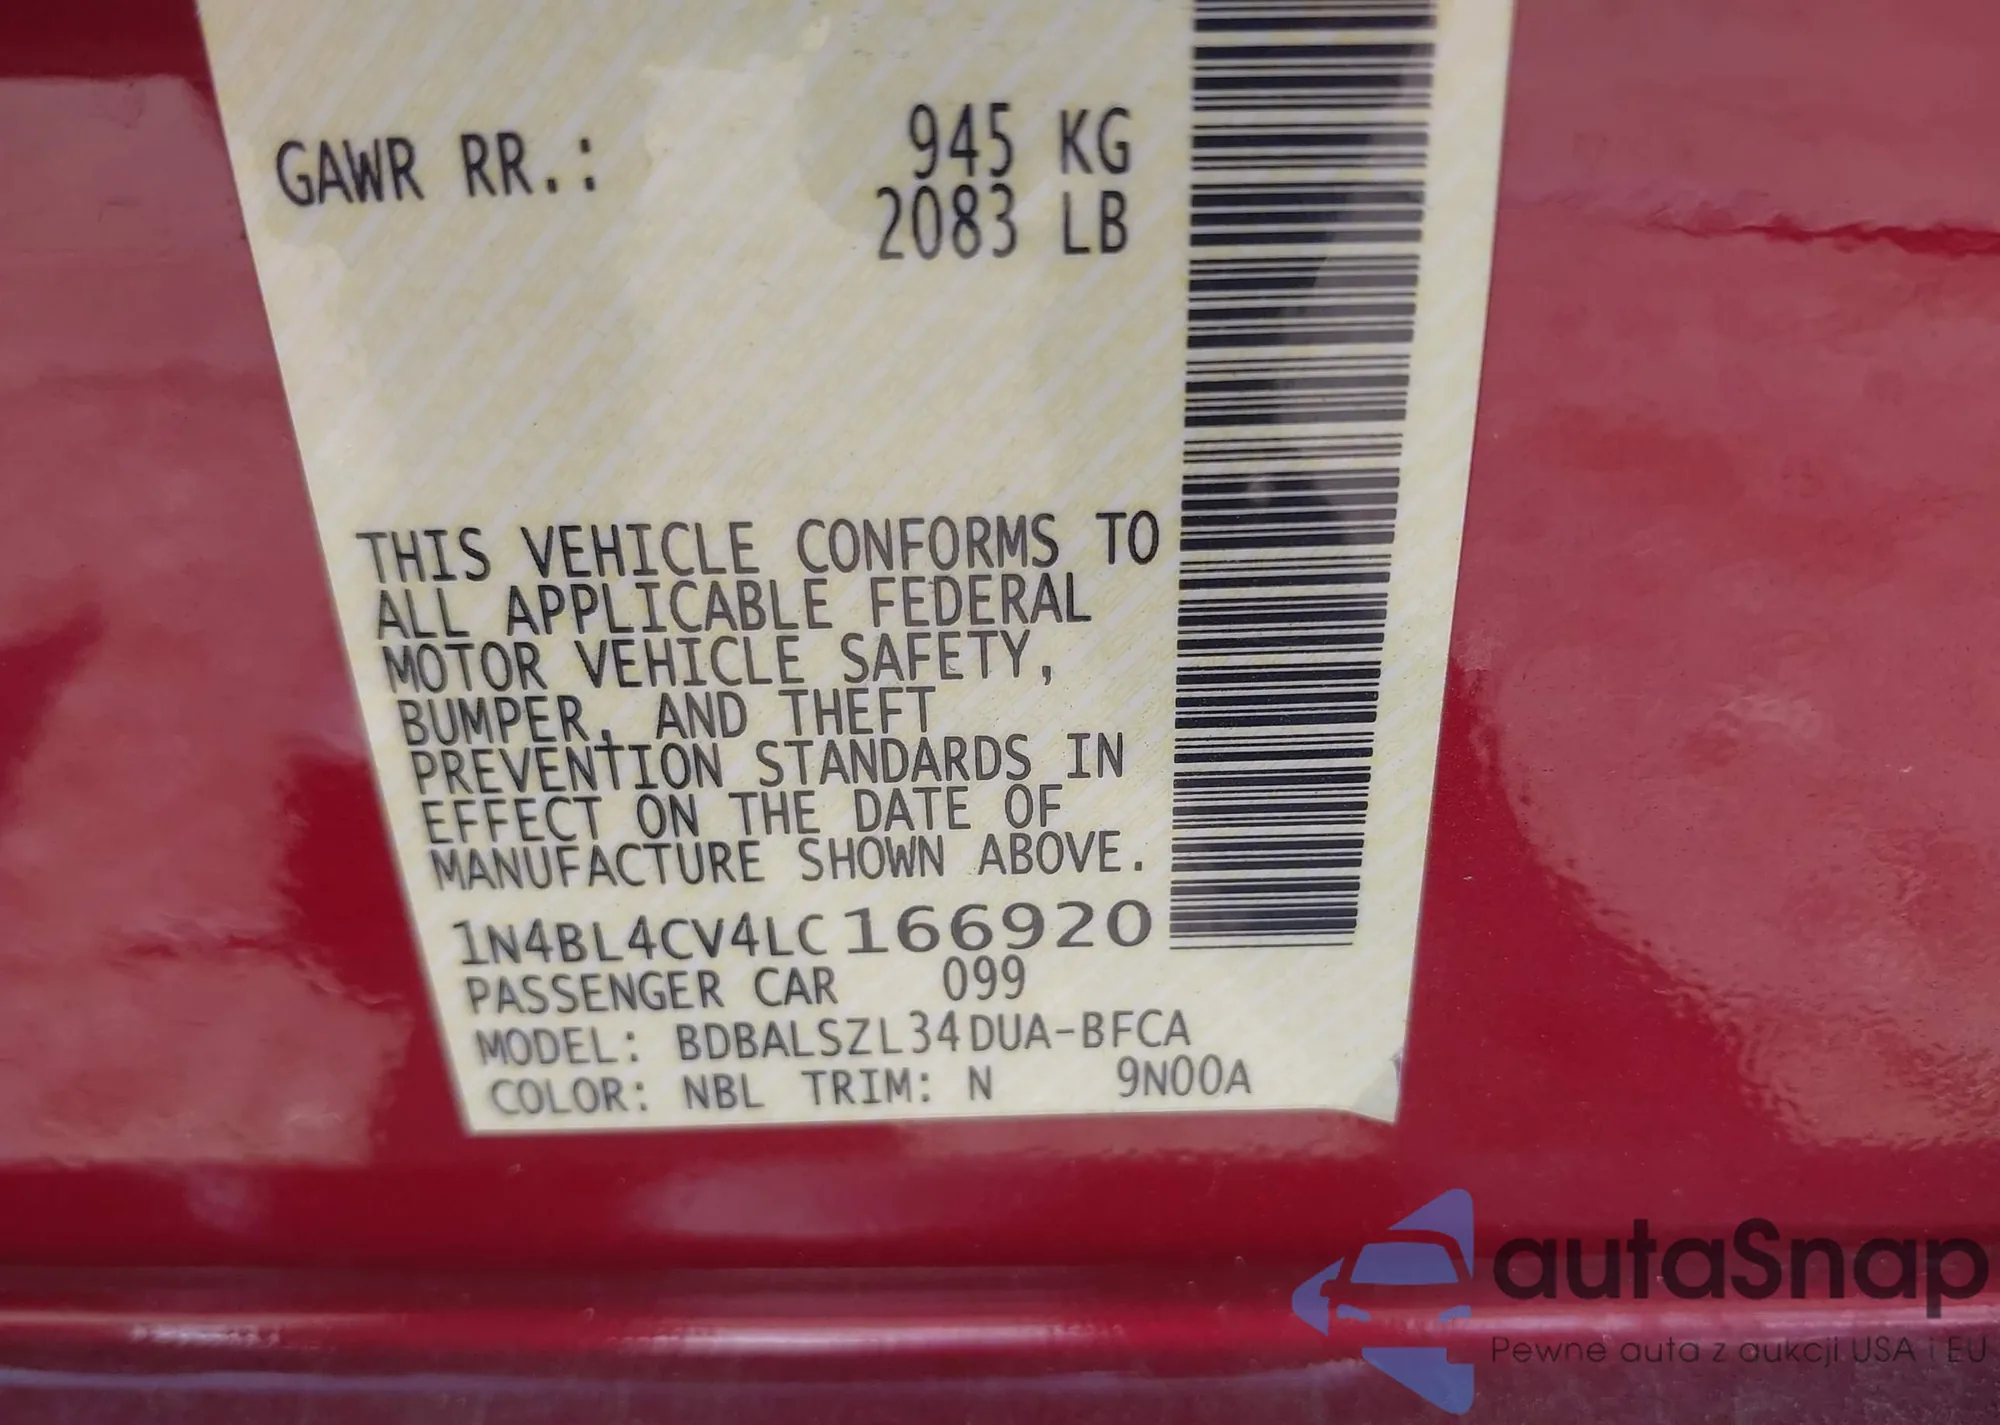 GAWR RR.: 945 KG
2083 LB
THIS VEHICLE CONFORMS TO
ALL APPLICABLE FEDERAL
MOTOR VEHICLE SAFETY,
BUMPER, AND THEFT
PREVENTION STANDARDS IN
EFFECT ON THE DATE OF
MANUFACTURE SHOWN ABOVE.
1N4BL4CV4LC166920
PASSENGER CAR 099
MODEL: BDBALSZL34DUA-BFCA
COLOR: NBL TRIM: N 9N00A
autaSnap
Pewne auta z aukcji USA i EU